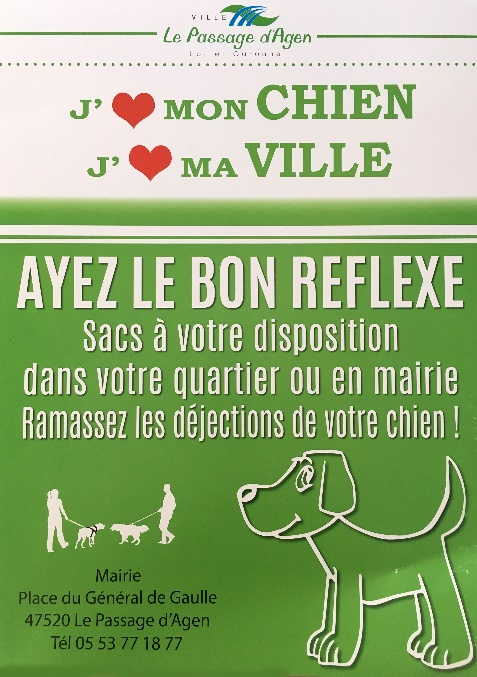 VILLE
Le Passage d'Agen
Lot et Garonne
J' MON CHIEN
J' MA VILLE
AYEZ LE BON REFLEXE
Sacs à votre disposition
dans votre quartier ou en mairie
Ramassez les déjections de votre chien !
Mairie
Place du Général de Gaulle
47520 Le Passage d'Agen
Tél 05 53 77 18 77